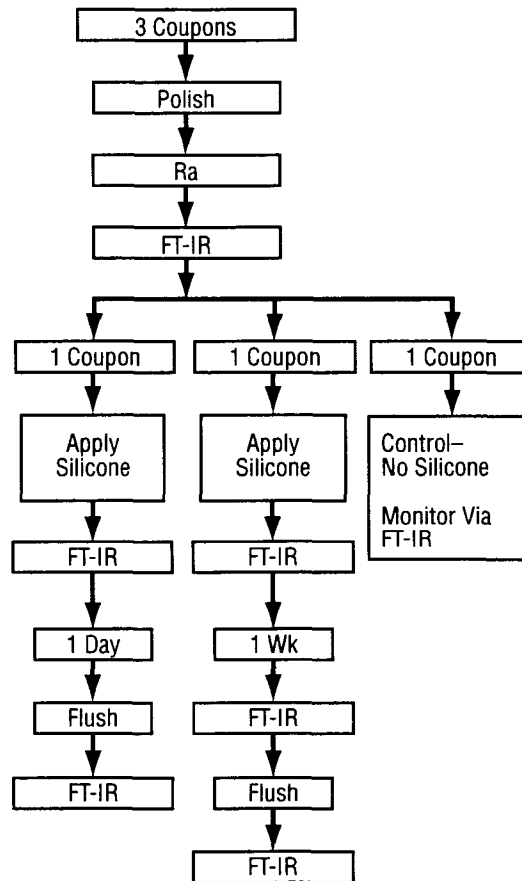 3 Coupons
Polish
Ra
FT-IR
1 Coupon
1 Coupon
1 Coupon
Apply
Silicone
Apply
Silicone
Control–
No Silicone
Monitor Via
FT-IR
FT-IR
FT-IR
1 Day
1 Wk
Flush
FT-IR
FT-IR
Flush
FT-IR